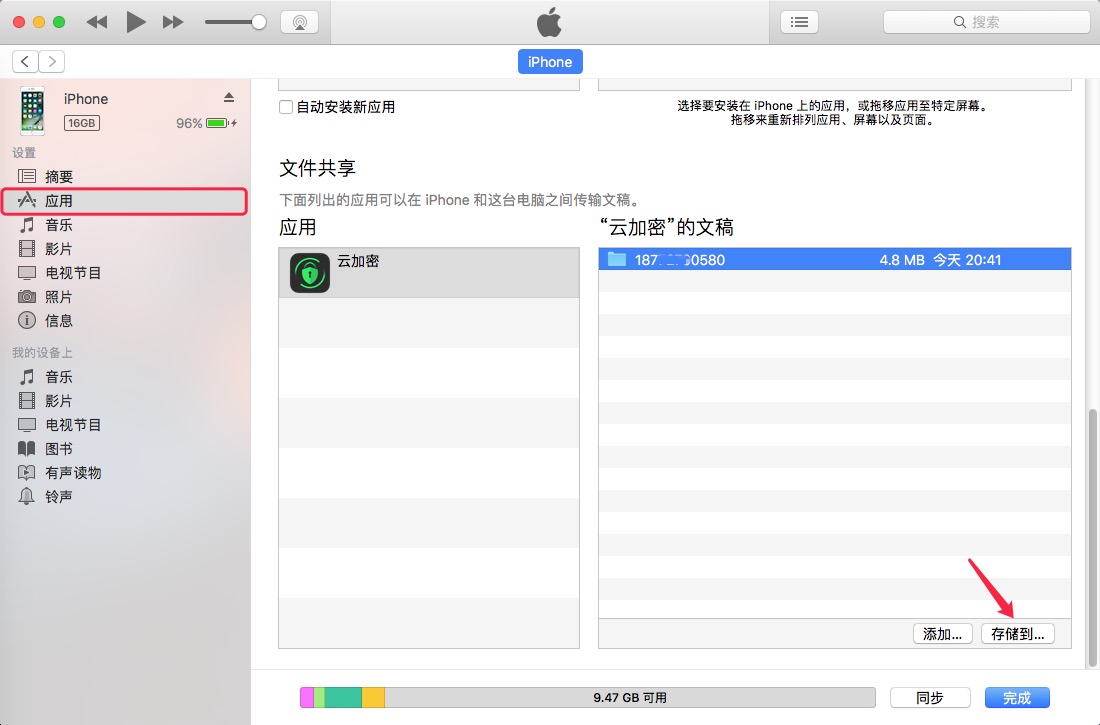 搜索
iPhone
iPhone
16GB
96%
设置
摘要
应用
音乐
影片
电视节目
照片
信息
我的设备上
音乐
影片
电视节目
图书
有声读物
铃声
自动安装新应用
选择要安装在 iPhone 上的应用，或拖移应用至特定屏幕。
拖移来重新排列应用、屏幕以及页面。
文件共享
下面列出的应用可以在 iPhone 和这台电脑之间传输文稿。
应用
云加密
“云加密”的文稿
187 0580 4.8 MB 今天 20:41
添加... 存储到...
9.47 GB 可用
同步 完成